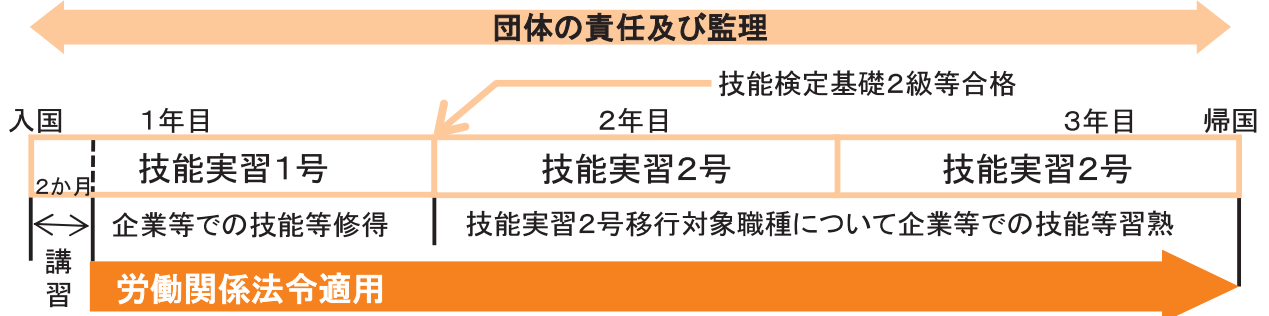 団体の責任及び監理
技能検定基礎２級等合格
入国
１年目
２年目
３年目
帰国
２か月
技能実習１号
技能実習２号
技能実習２号
企業等での技能等修得
技能実習２号移行対象職種について企業等での技能等習熟
講習
労働関係法令適用